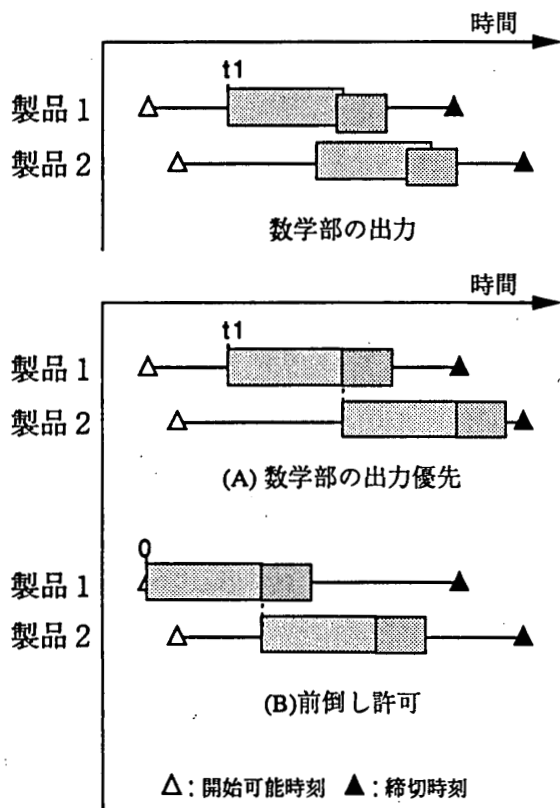 時間
t1
製品1
製品2
数学部の出力
時間
t1
製品1
製品2
(A) 数学部の出力優先
0
製品1
製品2
(B)前倒し許可
△：開始可能時刻 ▲：締切時刻